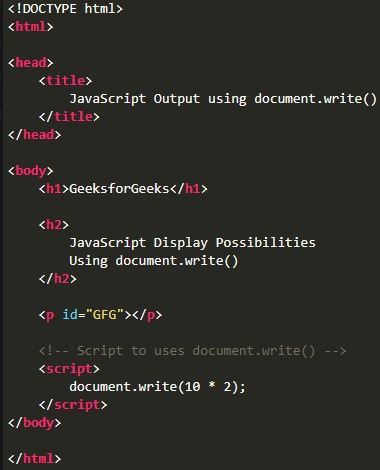 <!DOCTYPE html>
<html>
<head>
<title>
JavaScript Output using document.write()
</title>
</head>
<body>
<h1>GeeksforGeeks</h1>
<h2>
JavaScript Display Possibilities
Using document.write()
</h2>
<p id="GFG"></p>
<!-- Script to uses document.write() -->
<script>
document.write(10 * 2);
</script>
</body>
</html>